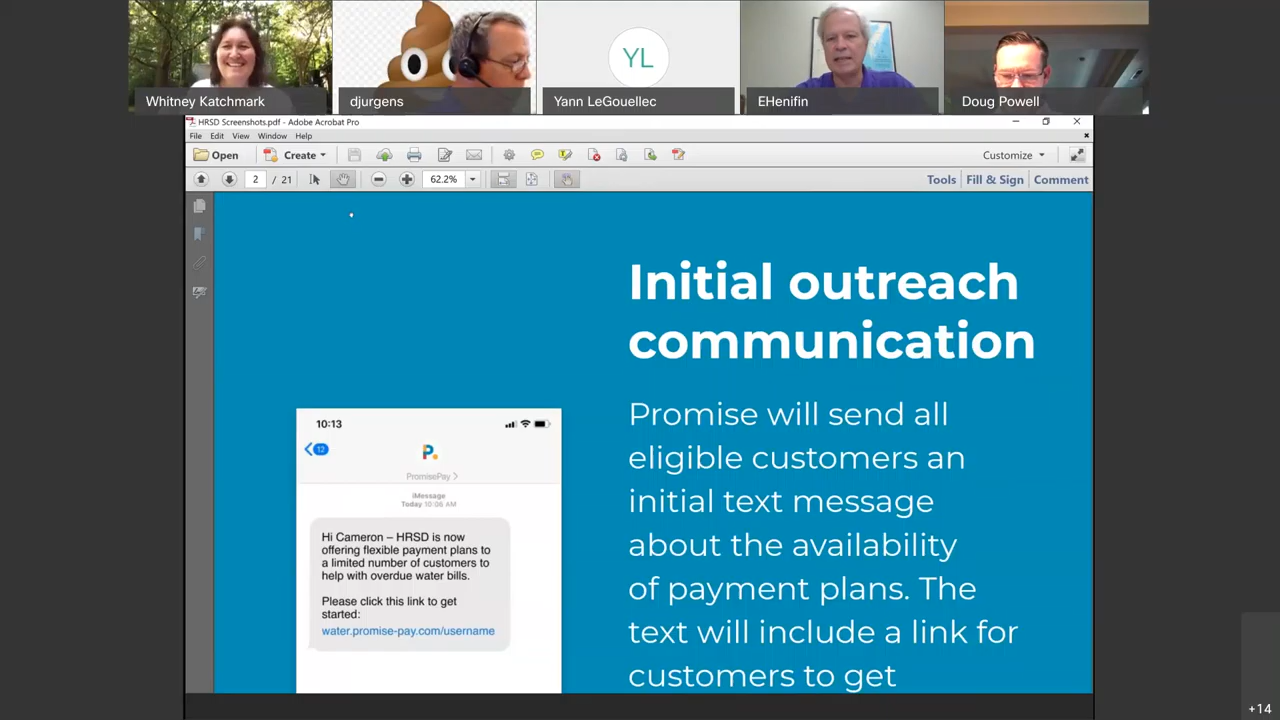 YL
Whitney Katchmark
djurgens
Yann LeGouellec
EHenifin
Doug Powell
HRSD Screenshots.pdf - Adobe Acrobat Pro
File Edit View Window Help
Open Create Customize
2 / 21 62.2% Tools Fill & Sign Comment
Initial outreach
communication
Promise will send all
eligible customers an
initial text message
about the availability
of payment plans. The
text will include a link for
customers to get
10:13
12
P.
PromisePay >
iMessage
Today 10:06 AM
Hi Cameron – HRSD is now
offering flexible payment plans to
a limited number of customers to
help with overdue water bills.
Please click this link to get
started:
water.promise-pay.com/username
+14